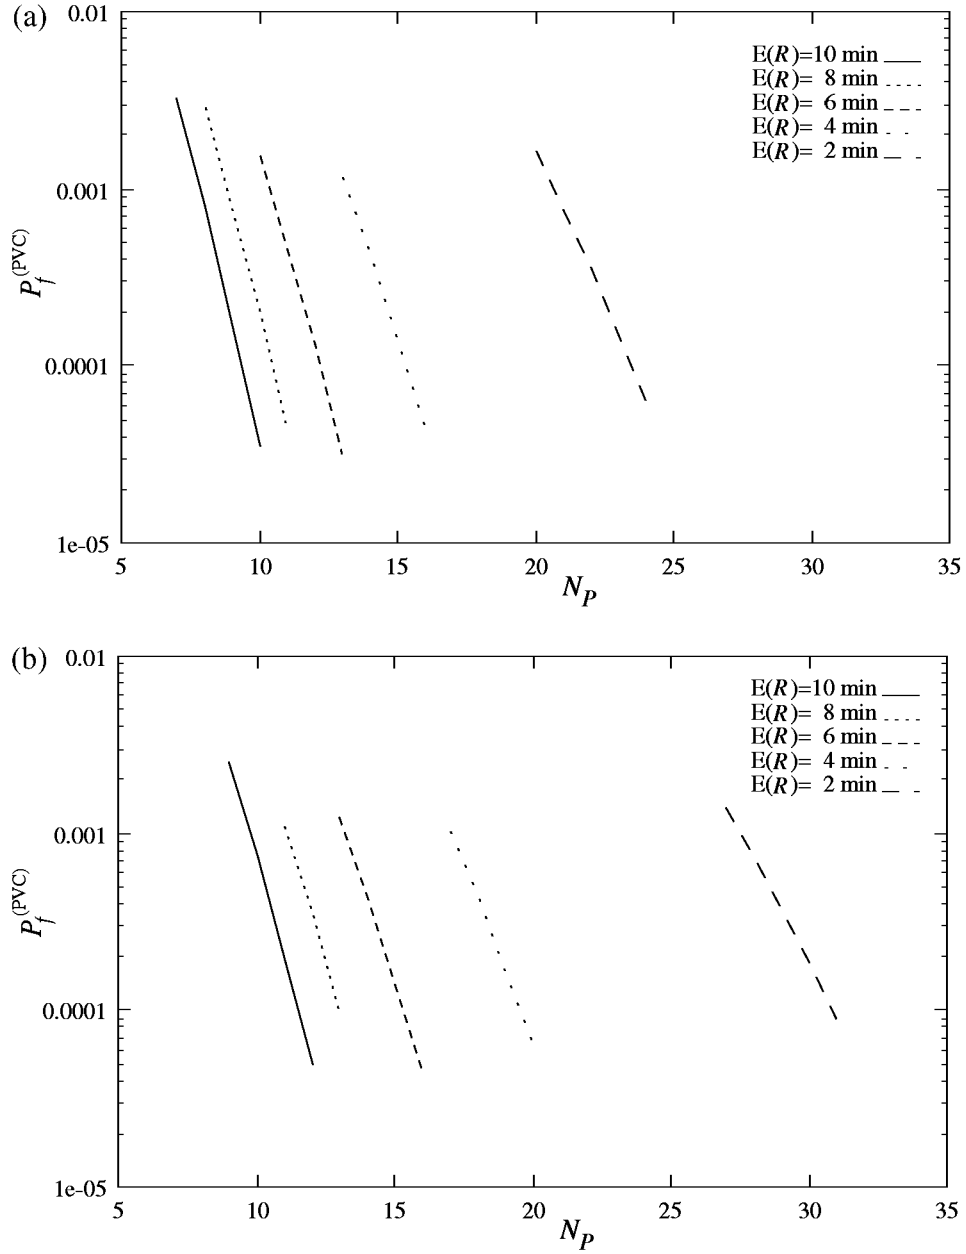 (a)
0.01
0.001
0.0001
1e-05
P_f^(PVC)
E(R)=10 min
E(R)= 8 min
E(R)= 6 min
E(R)= 4 min
E(R)= 2 min
5 10 15 20 25 30 35
N_P
(b)
0.01
0.001
0.0001
1e-05
P_f^(PVC)
E(R)=10 min
E(R)= 8 min
E(R)= 6 min
E(R)= 4 min
E(R)= 2 min
5 10 15 20 25 30 35
N_P